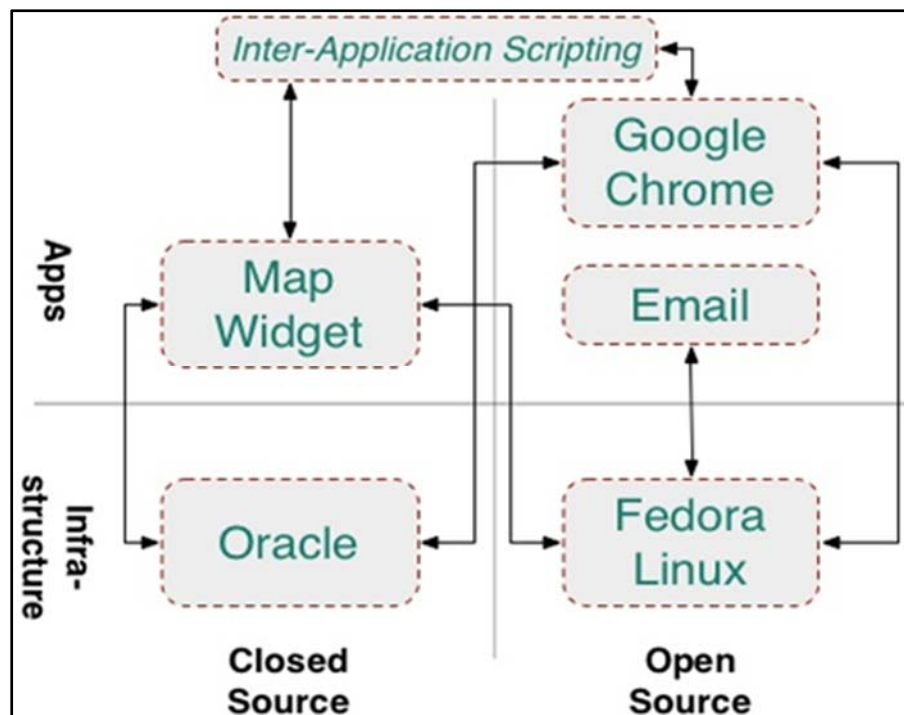 Inter-Application Scripting
Google
Chrome
Apps
Map
Widget
Email
Infra-
structure
Oracle
Fedora
Linux
Closed
Source
Open
Source